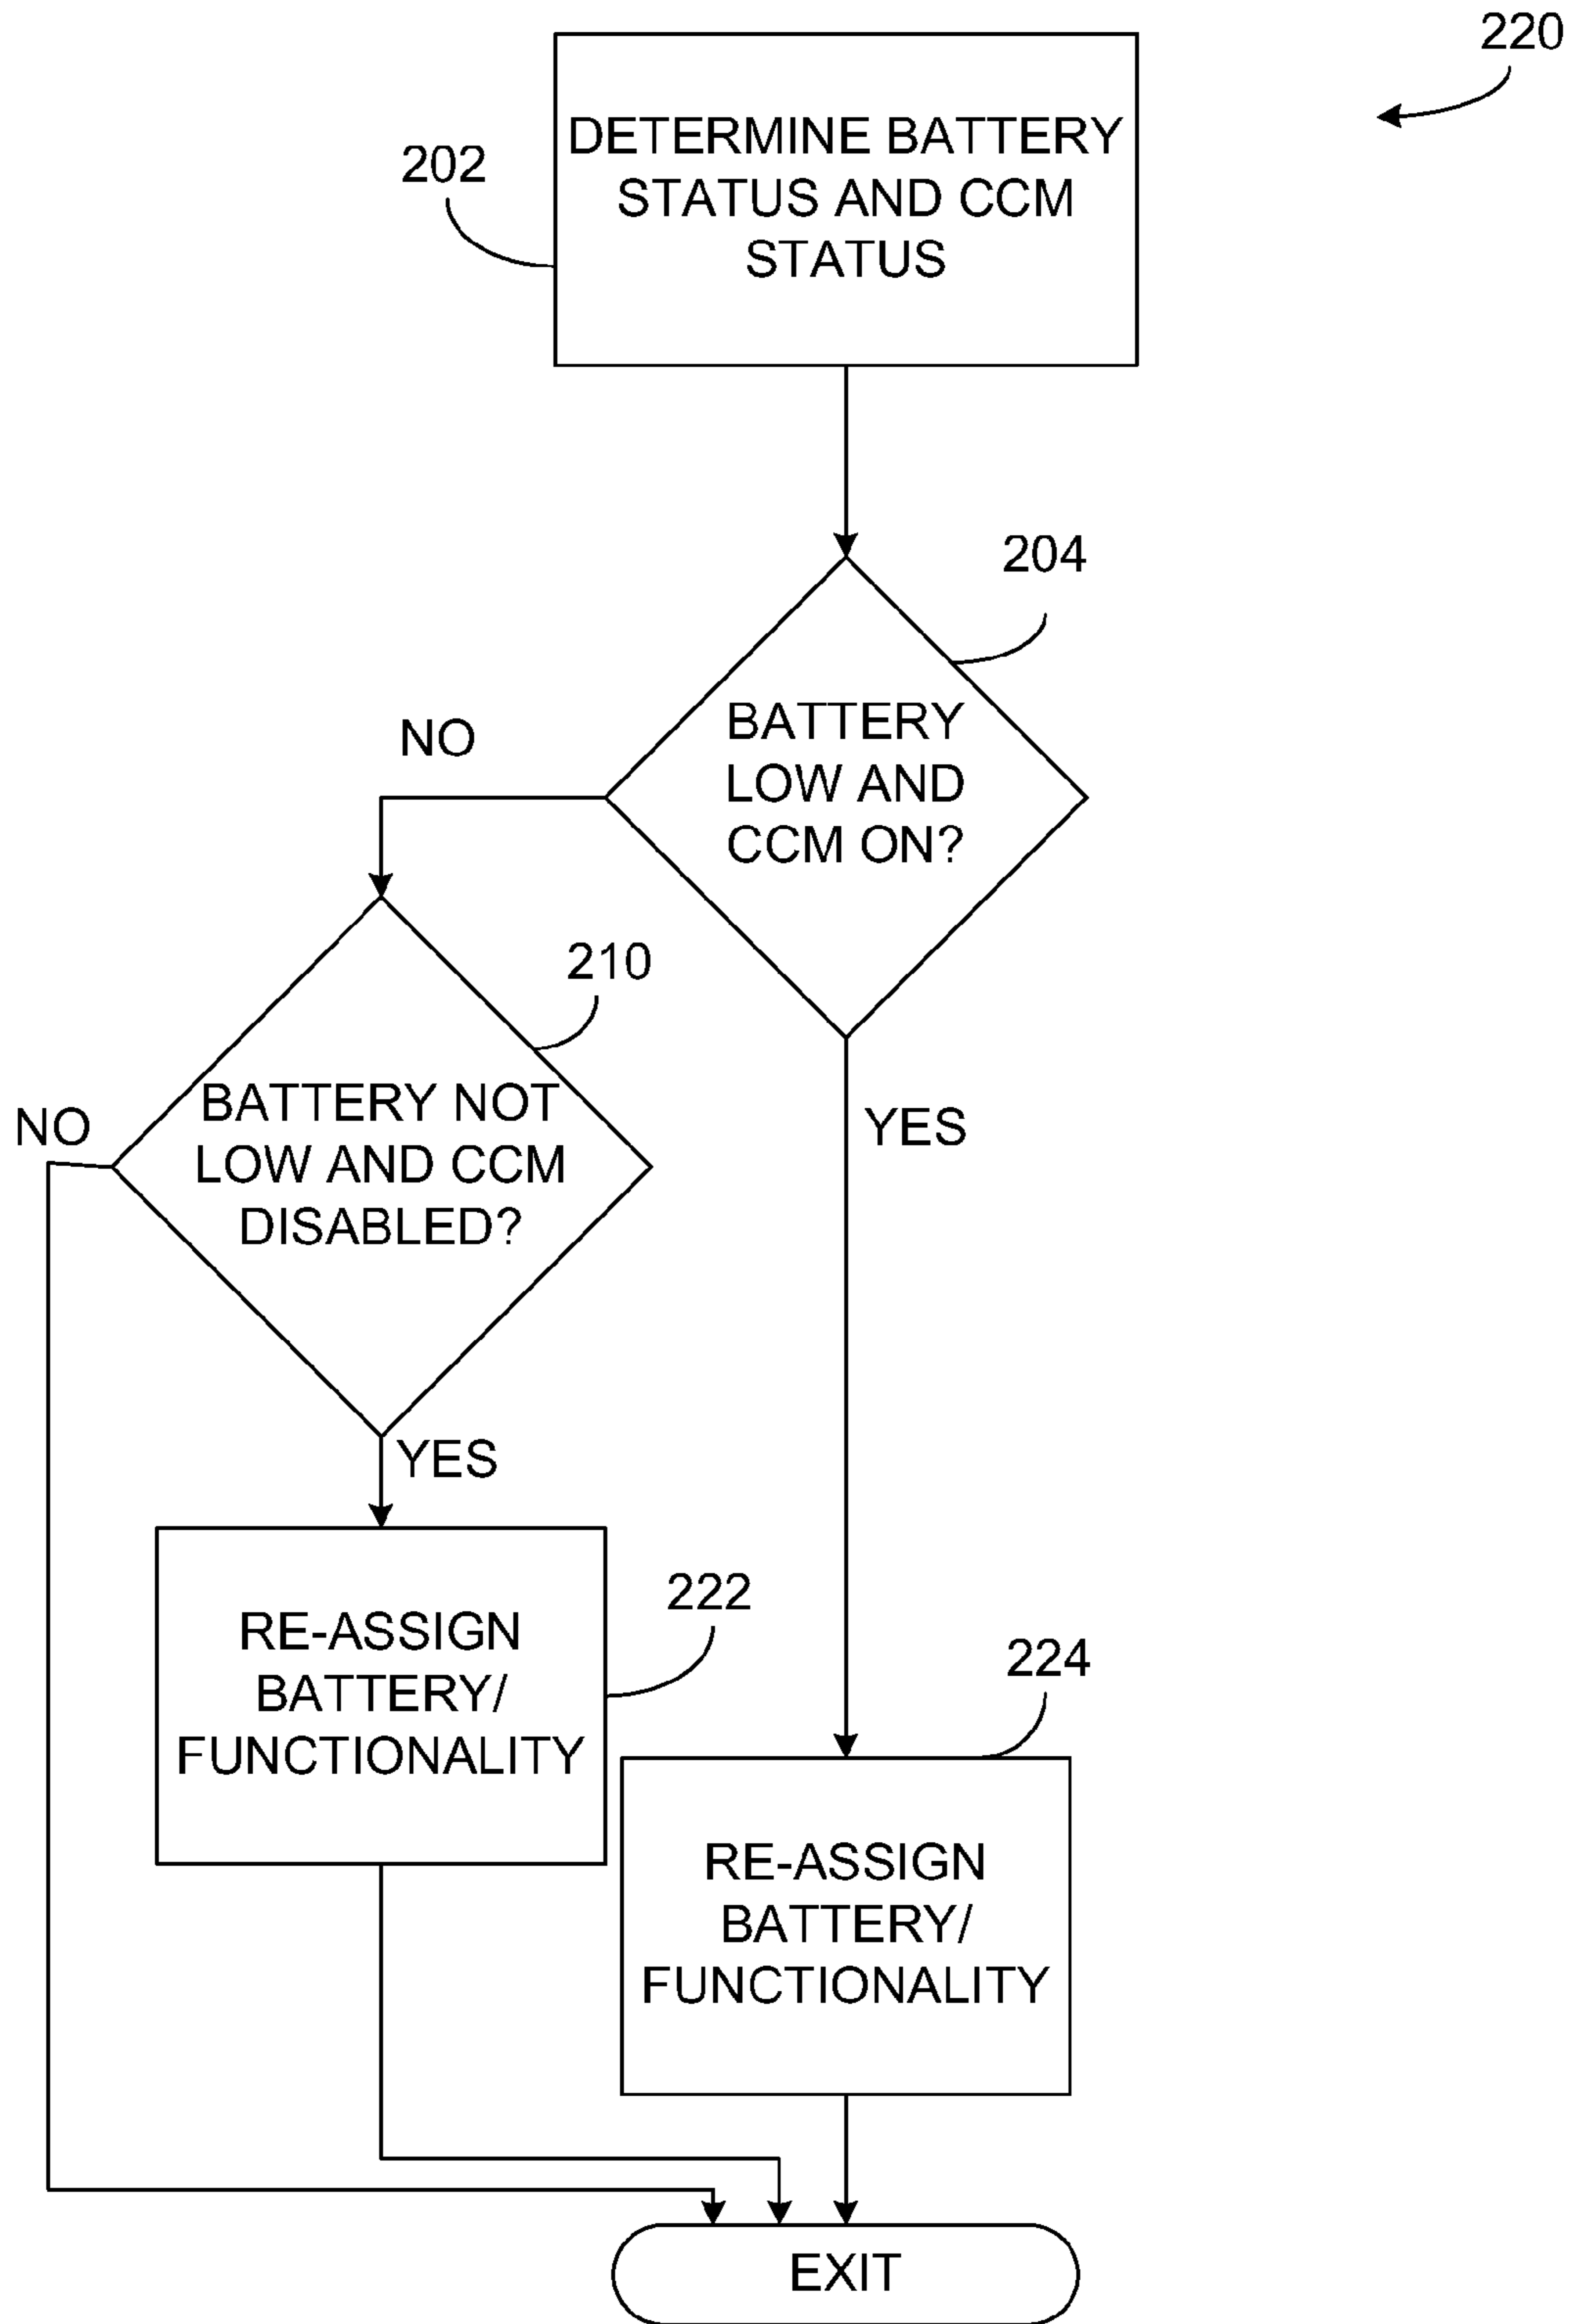 220
DETERMINE BATTERY
STATUS AND CCM
STATUS
202
204
BATTERY
LOW AND
CCM ON?
NO
210
BATTERY NOT
LOW AND CCM
DISABLED?
NO
YES
YES
RE-ASSIGN
BATTERY/
FUNCTIONALITY
222
224
RE-ASSIGN
BATTERY/
FUNCTIONALITY
EXIT